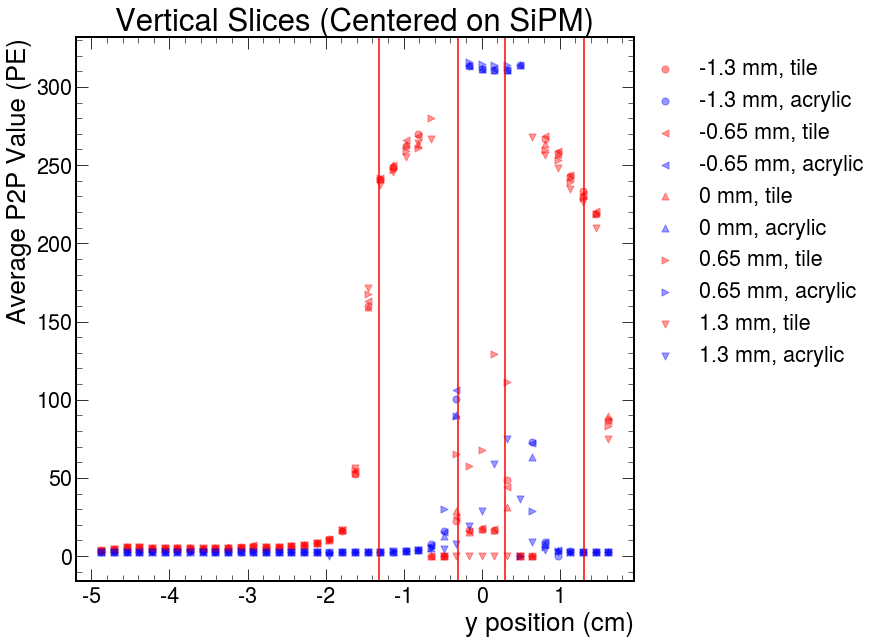 Vertical Slices (Centered on SiPM)
Average P2P Value (PE)
300
250
200
150
100
50
0
-5 -4 -3 -2 -1 0 1
y position (cm)
-1.3 mm, tile
-1.3 mm, acrylic
-0.65 mm, tile
-0.65 mm, acrylic
0 mm, tile
0 mm, acrylic
0.65 mm, tile
0.65 mm, acrylic
1.3 mm, tile
1.3 mm, acrylic